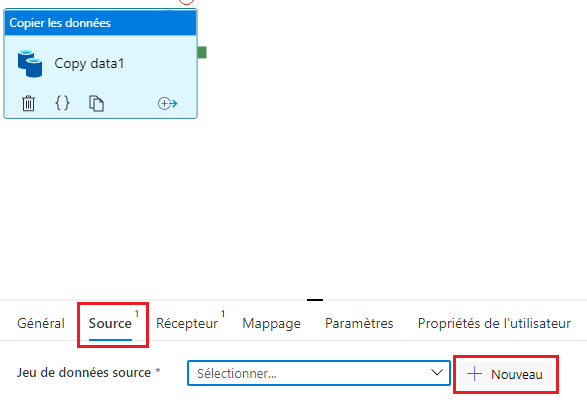 Copier les données
Copy data1
{}
Général Source 1 Récepteur 1 Mappage Paramètres Propriétés de l'utilisateur
Jeu de données source * Sélectionner... + Nouveau